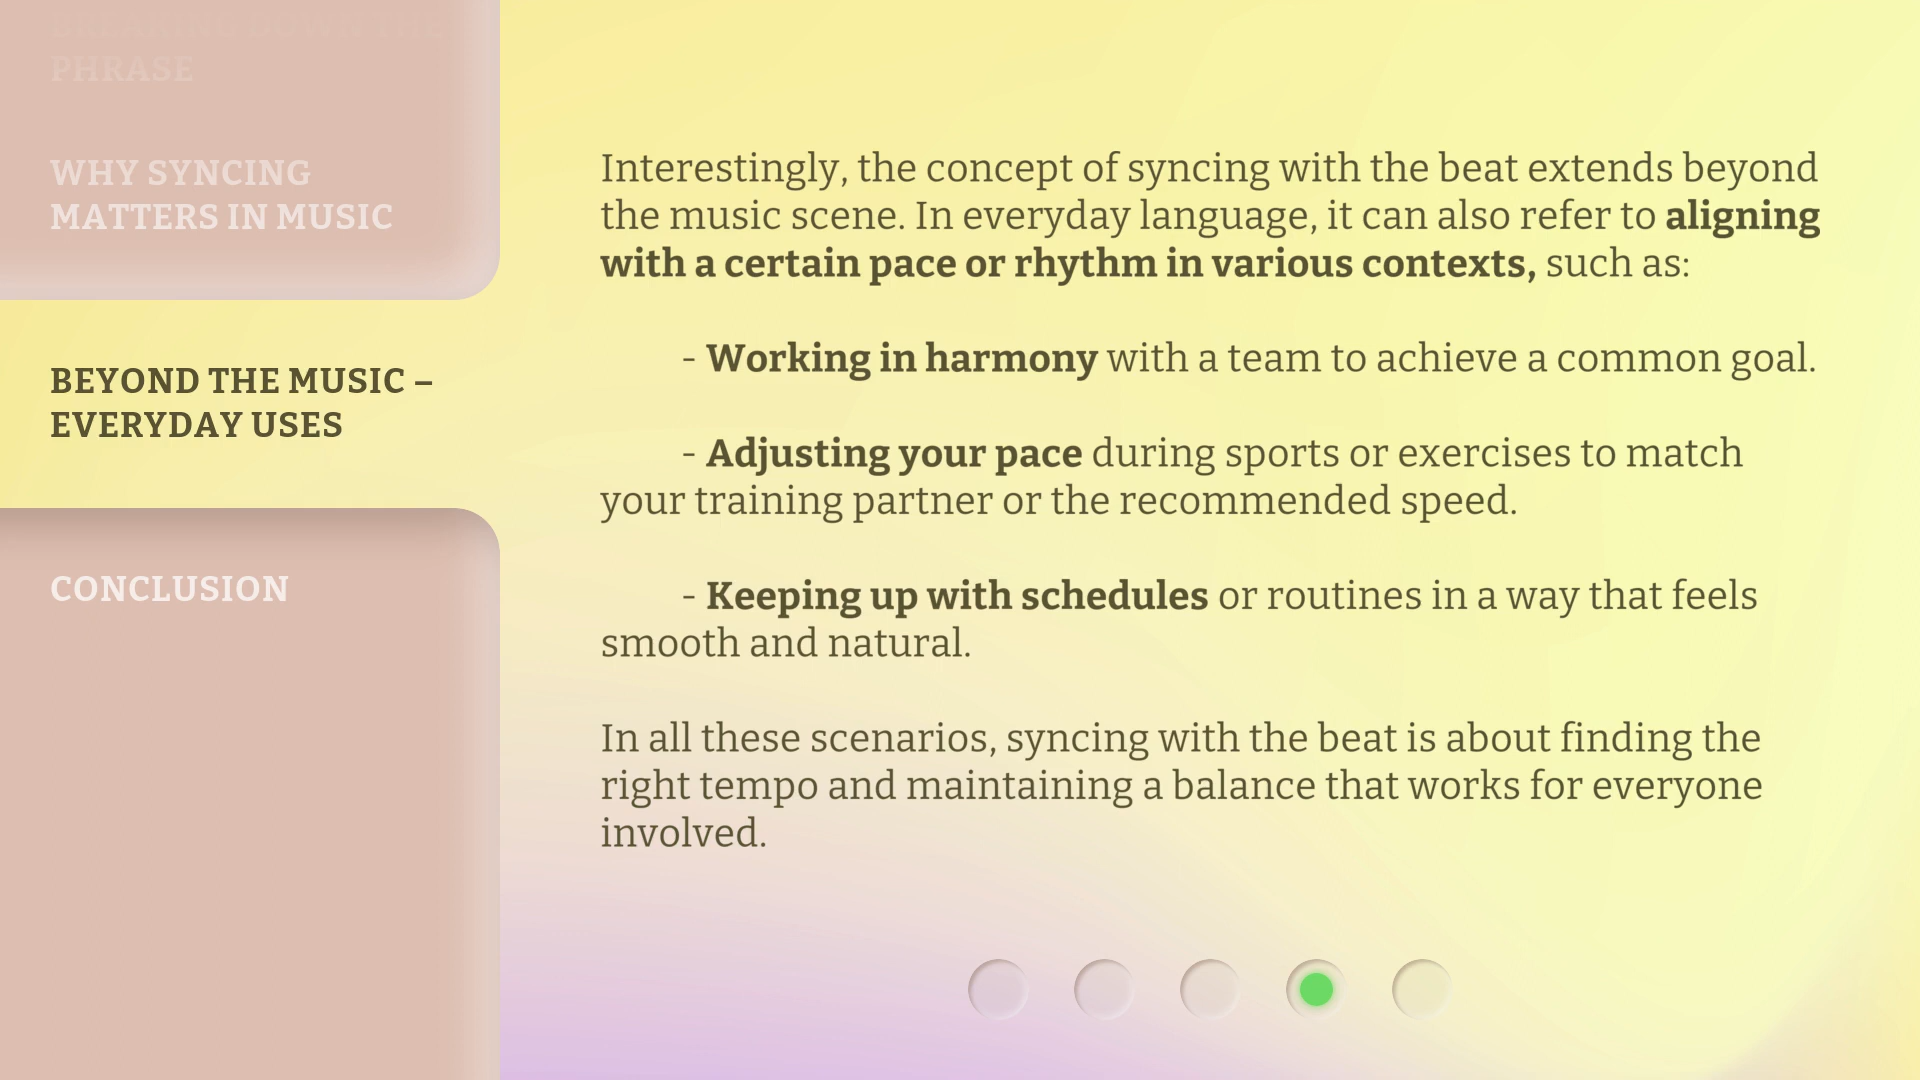 BREAKING DOWN THE
PHRASE
WHY SYNCING
MATTERS IN MUSIC
BEYOND THE MUSIC –
EVERYDAY USES
CONCLUSION
Interestingly, the concept of syncing with the beat extends beyond
the music scene. In everyday language, it can also refer to aligning
with a certain pace or rhythm in various contexts, such as:
- Working in harmony with a team to achieve a common goal.
- Adjusting your pace during sports or exercises to match
your training partner or the recommended speed.
- Keeping up with schedules or routines in a way that feels
smooth and natural.
In all these scenarios, syncing with the beat is about finding the
right tempo and maintaining a balance that works for everyone
involved.